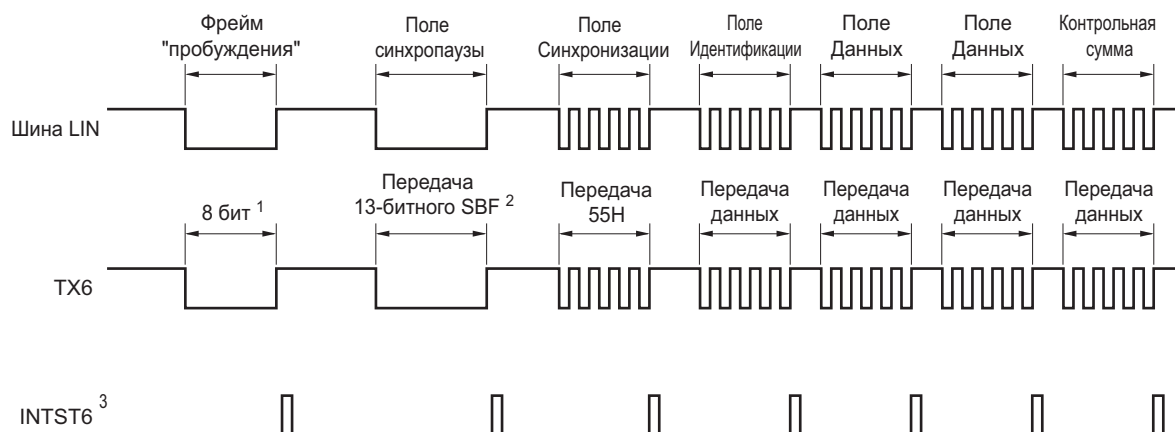 Фрейм
"пробуждения"
Поле
синхропаузы
Поле
Синхронизации
Поле
Идентификации
Поле
Данных
Поле
Данных
Контрольная
сумма
Шина LIN
8 бит 1
Передача
13-битного SBF 2
Передача
55H
Передача
данных
Передача
данных
Передача
данных
Передача
данных
TX6
INTST6 3